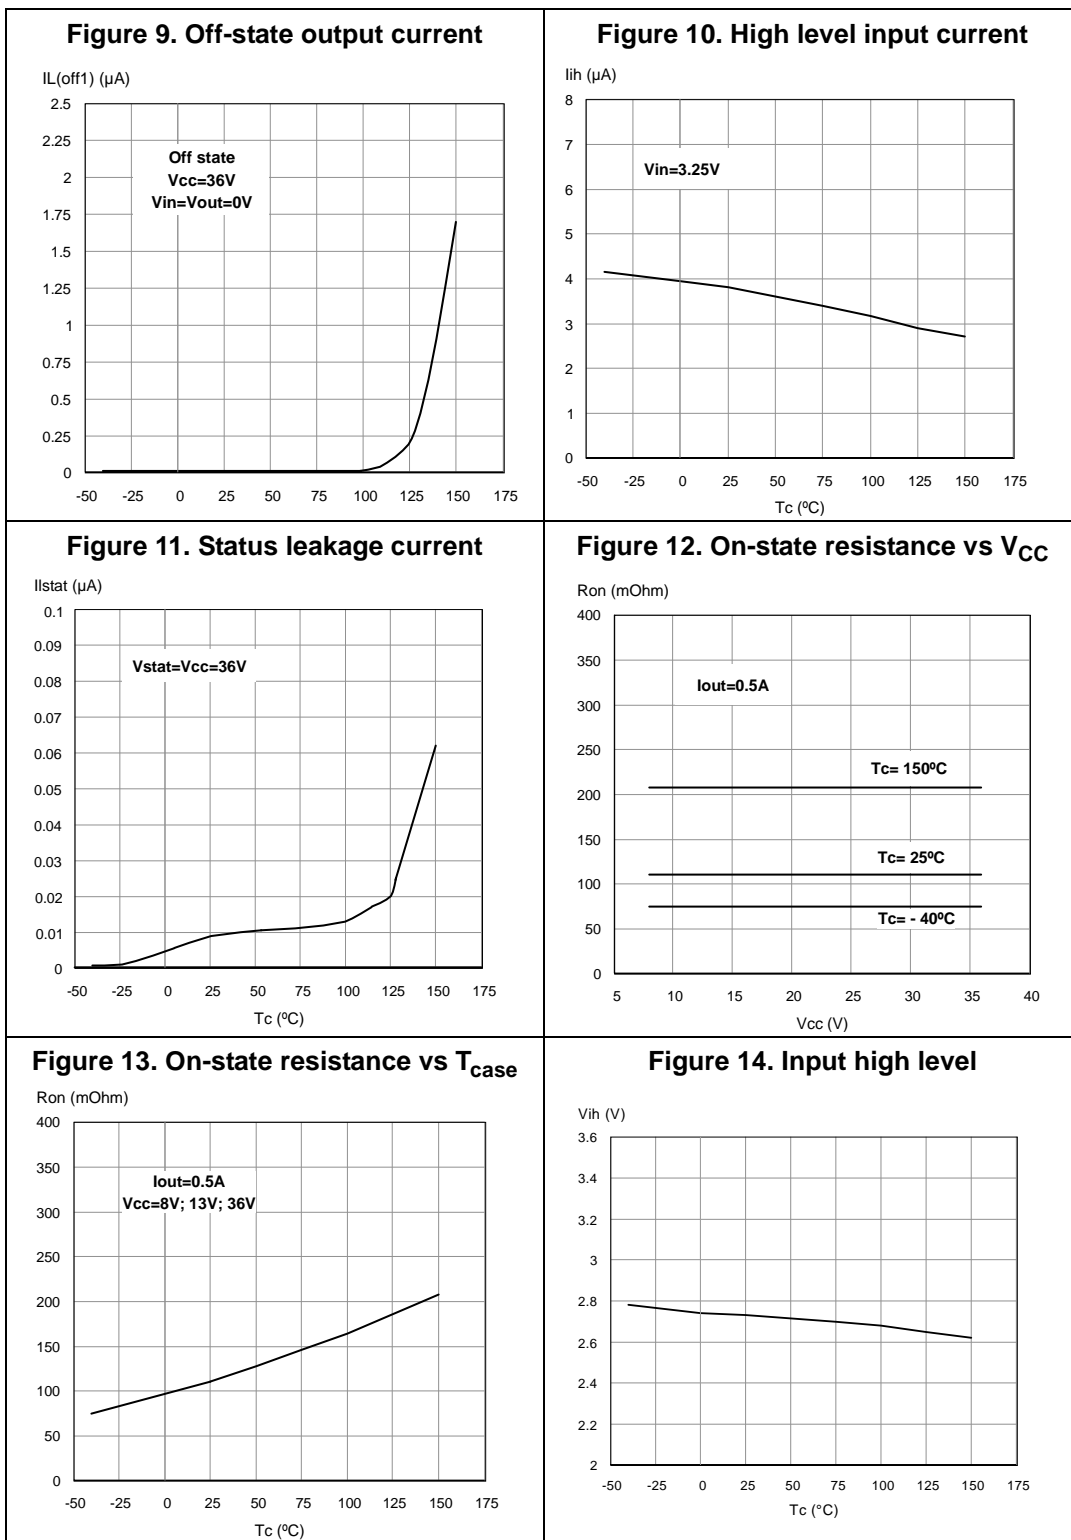 Figure 9. Off-state output current
IL(off1) (µA)
2.5
2.25
2
1.75
1.5
1.25
1
0.75
0.5
0.25
0
Off state
Vcc=36V
Vin=Vout=0V
-50 -25 0 25 50 75 100 125 150 175
Figure 10. High level input current
Iih (µA)
8
7
6
5
4
3
2
1
0
Vin=3.25V
-50 -25 0 25 50 75 100 125 150 175
Tc (ºC)
Figure 11. Status leakage current
Ilstat (µA)
0.1
0.09
0.08
0.07
0.06
0.05
0.04
0.03
0.02
0.01
0
Vstat=Vcc=36V
-50 -25 0 25 50 75 100 125 150 175
Tc (ºC)
Figure 12. On-state resistance vs VCC
Ron (mOhm)
400
350
300
250
200
150
100
50
0
Iout=0.5A
Tc= 150ºC
Tc= 25ºC
Tc= - 40ºC
5 10 15 20 25 30 35 40
Vcc (V)
Figure 13. On-state resistance vs Tcase
Ron (mOhm)
400
350
300
250
200
150
100
50
0
Iout=0.5A
Vcc=8V; 13V; 36V
-50 -25 0 25 50 75 100 125 150 175
Tc (ºC)
Figure 14. Input high level
Vih (V)
3.6
3.4
3.2
3
2.8
2.6
2.4
2.2
2
-50 -25 0 25 50 75 100 125 150 175
Tc (°C)